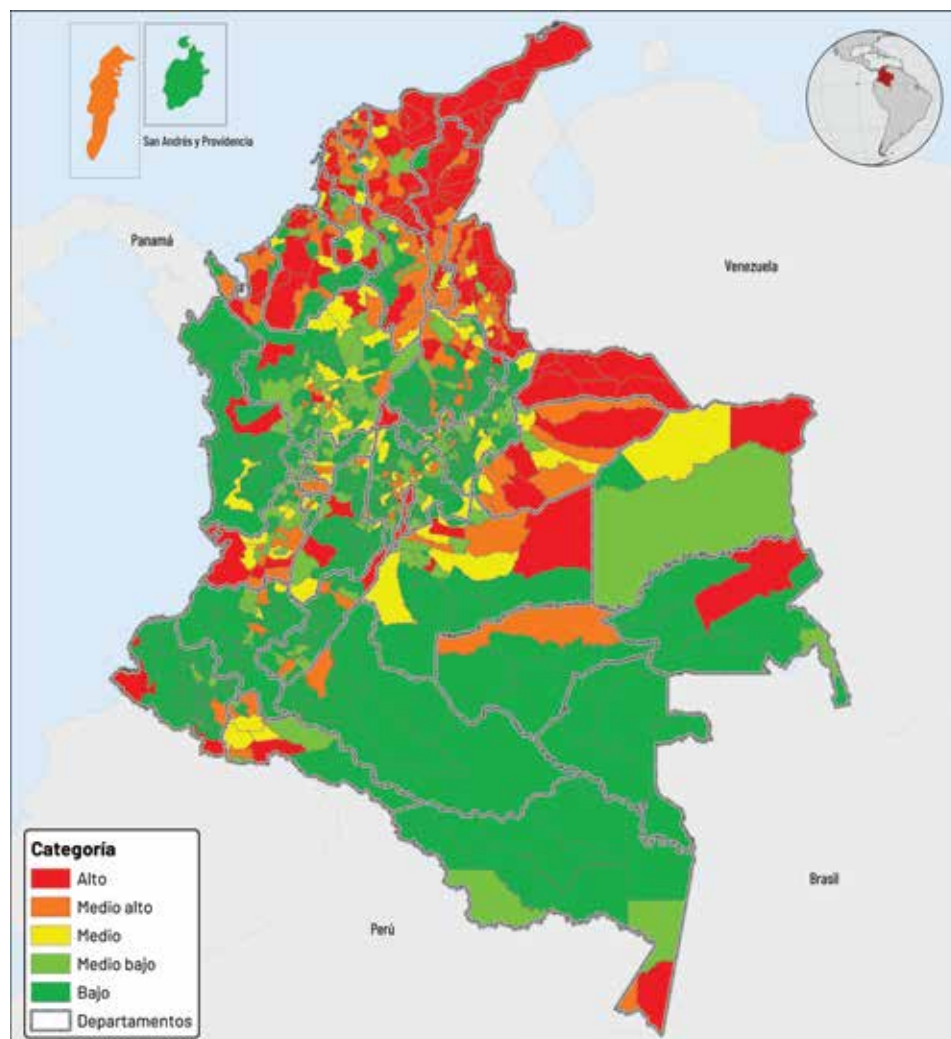 San Andrés y Providencia
Panamá
Venezuela
Categoría
Alto
Medio alto
Medio
Medio bajo
Bajo
Departamentos
Perú
Brasil